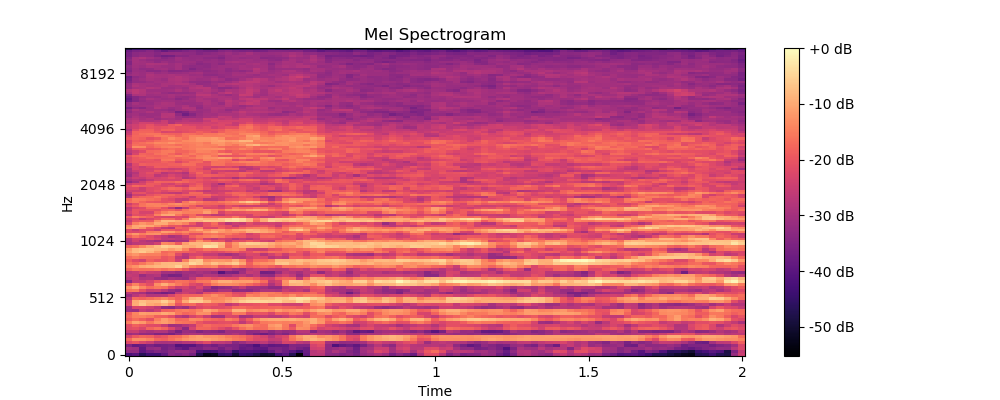 Mel Spectrogram
8192
4096
2048
1024
512
0
Hz
0
0.5
1
1.5
2
Time
+0 dB
-10 dB
-20 dB
-30 dB
-40 dB
-50 dB